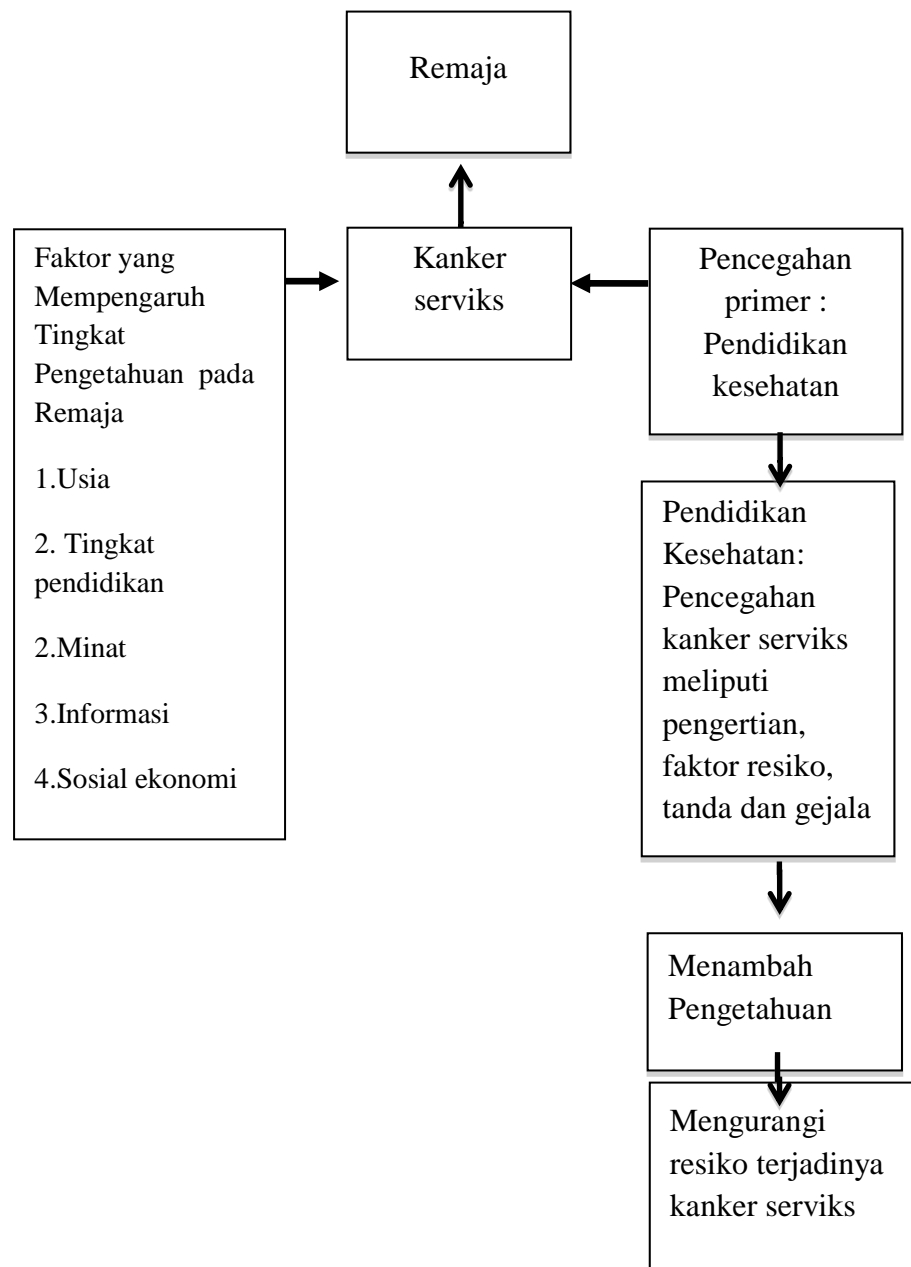 Remaja
Faktor yang
Mempengaruh
Tingkat
Pengetahuan pada
Remaja
1.Usia
2. Tingkat
pendidikan
2.Minat
3.Informasi
4.Sosial ekonomi
Kanker
serviks
Pencegahan
primer :
Pendidikan
kesehatan
Pendidikan
Kesehatan:
Pencegahan
kanker serviks
meliputi
pengertian,
faktor resiko,
tanda dan gejala
Menambah
Pengetahuan
Mengurangi
resiko terjadinya
kanker serviks